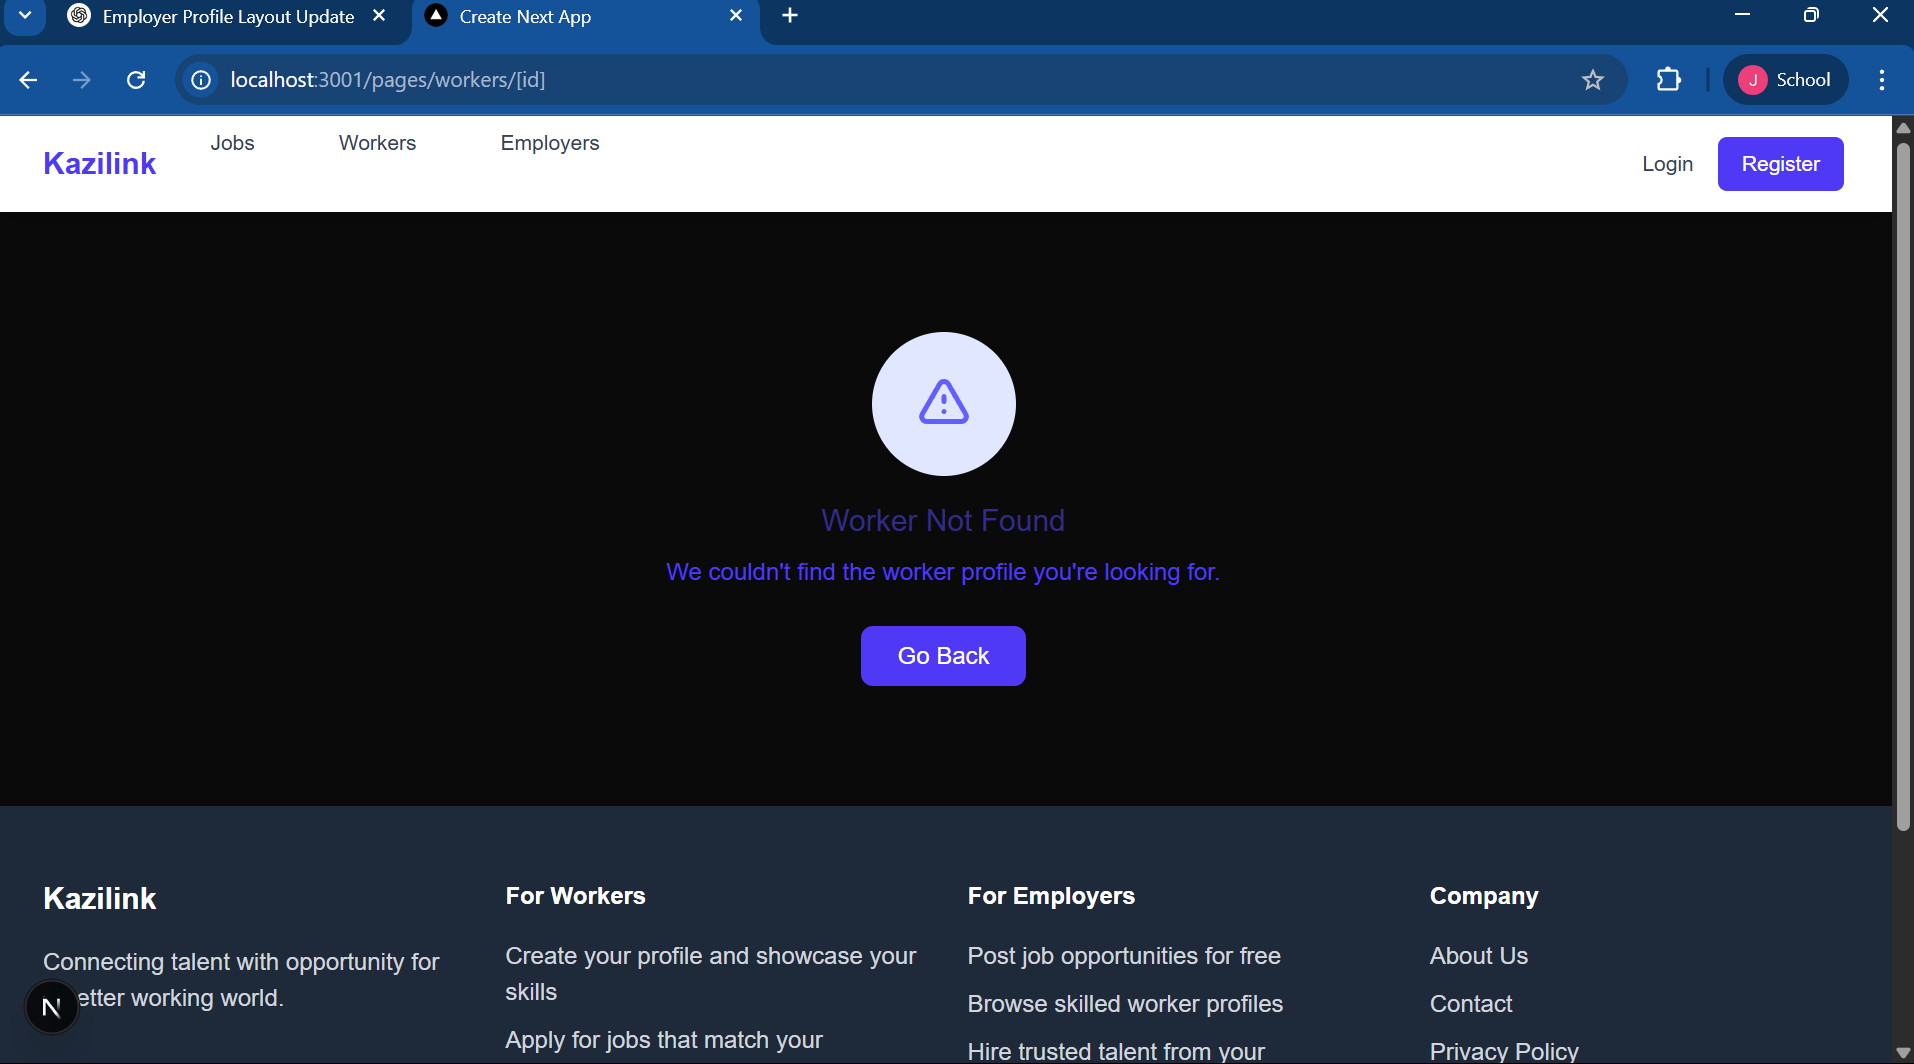 Employer Profile Layout Update
Create Next App
localhost:3001/pages/workers/[id]
J School
Kazilink
Jobs
Workers
Employers
Login
Register
Worker Not Found
We couldn't find the worker profile you're looking for.
Go Back
Kazilink
Connecting talent with opportunity for
etter working world.
N
For Workers
Create your profile and showcase your
skills
Apply for jobs that match your
For Employers
Post job opportunities for free
Browse skilled worker profiles
Hire trusted talent from your
Company
About Us
Contact
Privacy Policy